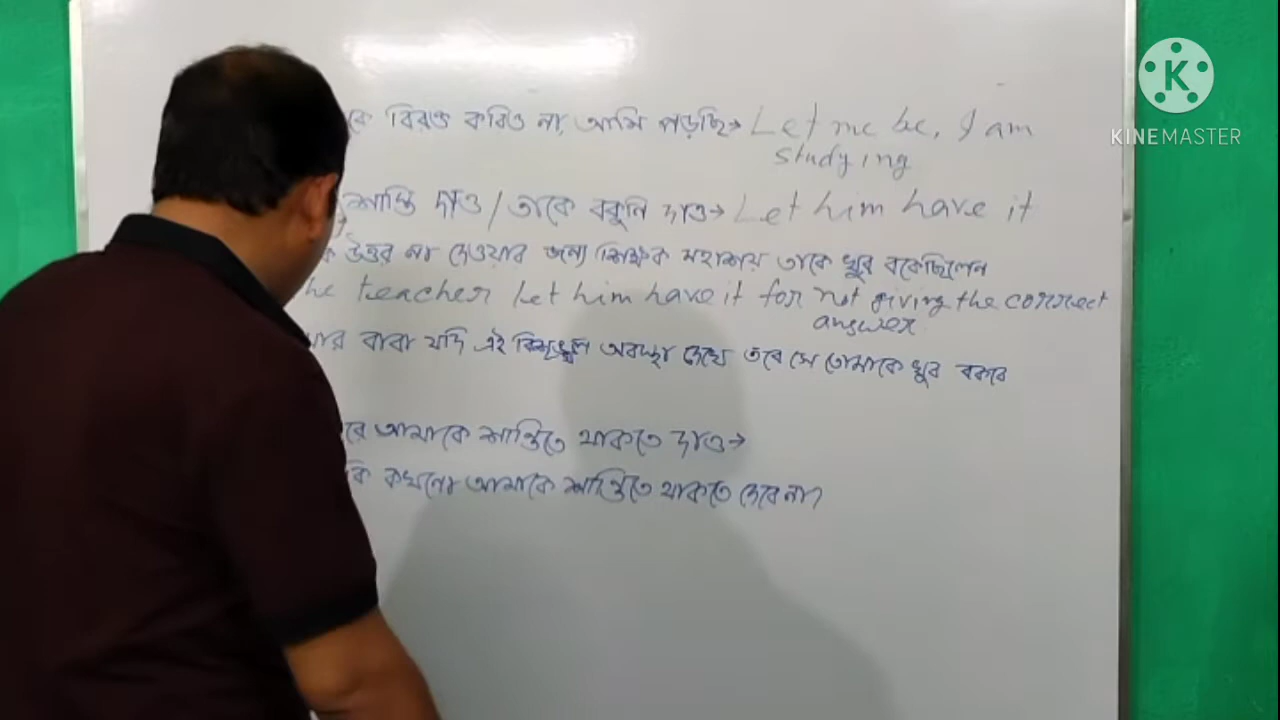 কে বিরক্ত করিও না, আমি পড়ছি→ Let me be, I am
studying
শাস্তি দাও / তাকে বকুনি দাও→ Let him have it
ক উত্তর না দেওয়ার জন্য শিক্ষক মহাশয় তাকে খুব বকেছিলেন
he teacher let him have it for not giving the correct
answer.
মার বাবা যদি এই বিশৃঙ্খল অবস্থা দেখে তবে সে তোমাকে খুব বকবে
রে আমাকে শান্তিতে থাকতে দাও→
কি কখনো আমাকে শান্তিতে থাকতে দেবে না?
K
KINEMASTER